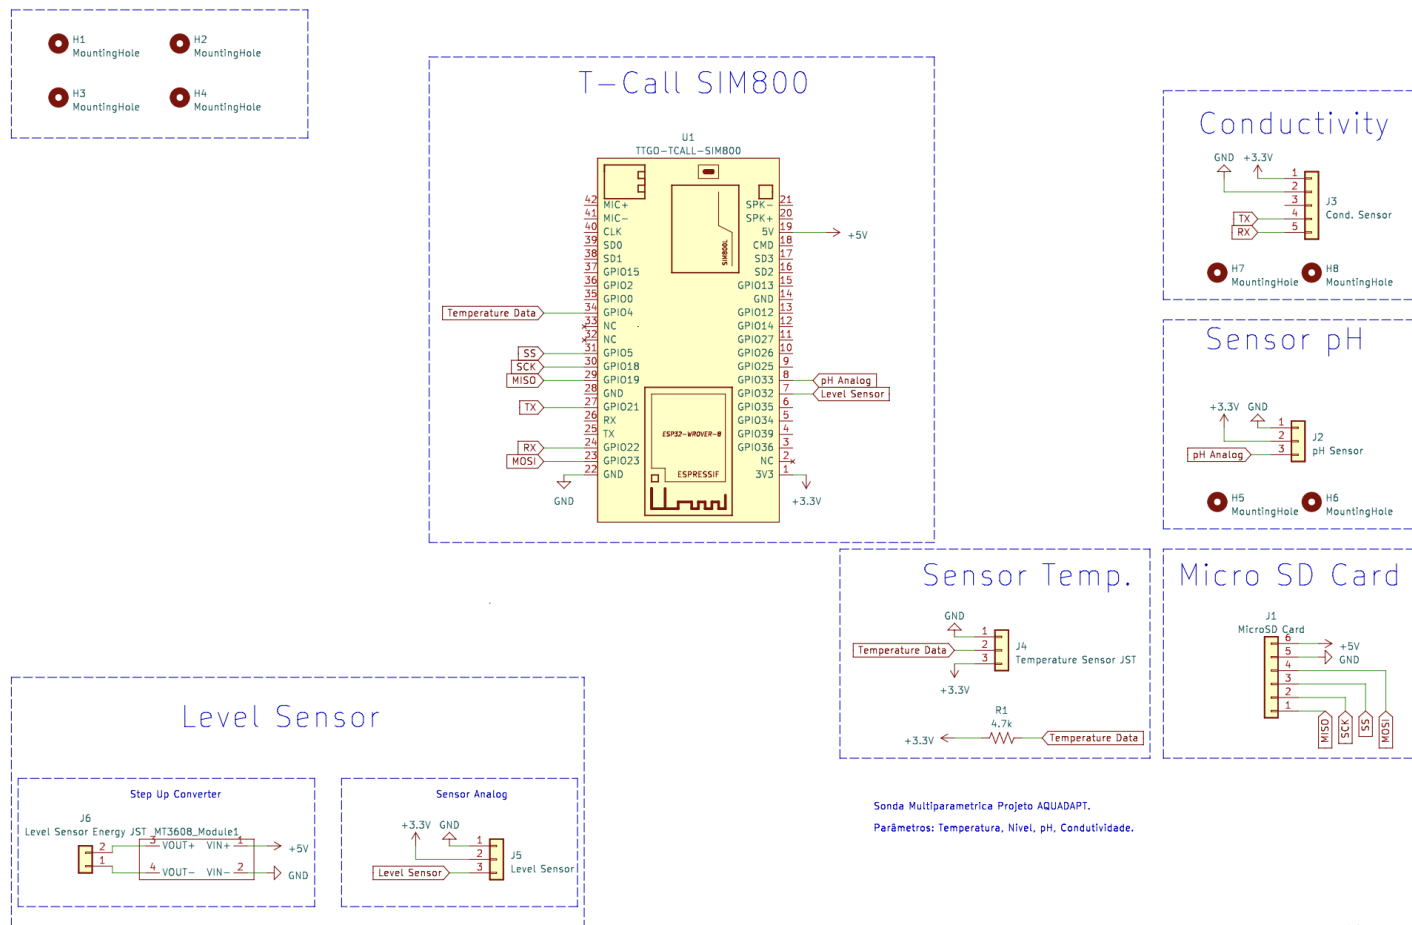 H1
MountingHole
H2
MountingHole
H3
MountingHole
H4
MountingHole
T-Call SIM800
U1
TTGO-TCALL-SIM800
42 MIC+
41 MIC-
40 CLK
39 SD0
38 SD1
37 GPIO15
36 GPIO2
35 GPIO0
Temperature Data 34 GPIO4
33 NC
32 NC
SS 31 GPIO5
SCK 30 GPIO18
MISO 29 GPIO19
28 GND
TX 27 GPIO21
26 RX
25 TX
RX 24 GPIO22
MOSI 23 GPIO23
22 GND
GND
SPK- 21
SPK+ 20
5V 19 +5V
CMD 18
SD3 17
SD2 16
GPIO13 15
GND 14
GPIO12 13
GPIO14 12
GPIO27 11
GPIO26 10
GPIO25 9
GPIO33 8 pH Analog
GPIO32 7 Level Sensor
GPIO35 6
GPIO34 5
GPIO39 4
GPIO36 3
NC 2
3V3 1
+3.3V
SIM800L
ESP32-WROVER-B
ESPRESSIF
Conductivity
GND +3.3V
1
2
3
TX 4
RX 5
J3
Cond. Sensor
H7
MountingHole
H8
MountingHole
Sensor pH
+3.3V GND
1
2
pH Analog 3
J2
pH Sensor
H5
MountingHole
H6
MountingHole
Sensor Temp.
GND
1
Temperature Data 2
3
+3.3V
J4
Temperature Sensor JST
R1
4.7k
+3.3V Temperature Data
Micro SD Card
J1
MicroSD Card
6 +5V
5 GND
4
3
2
1
MISO
SCK
SS
MOSI
Level Sensor
Step Up Converter
J6
Level Sensor Energy JST
MT3608_Module1
2
1
3 VOUT+ VIN+ 1 +5V
4 VOUT- VIN- 2 GND
Sensor Analog
+3.3V GND
1
2
Level Sensor 3
J5
Level Sensor
Sonda Multiparametrica Projeto AQUADAPT.
Parâmetros: Temperatura, Nível, pH, Condutividade.